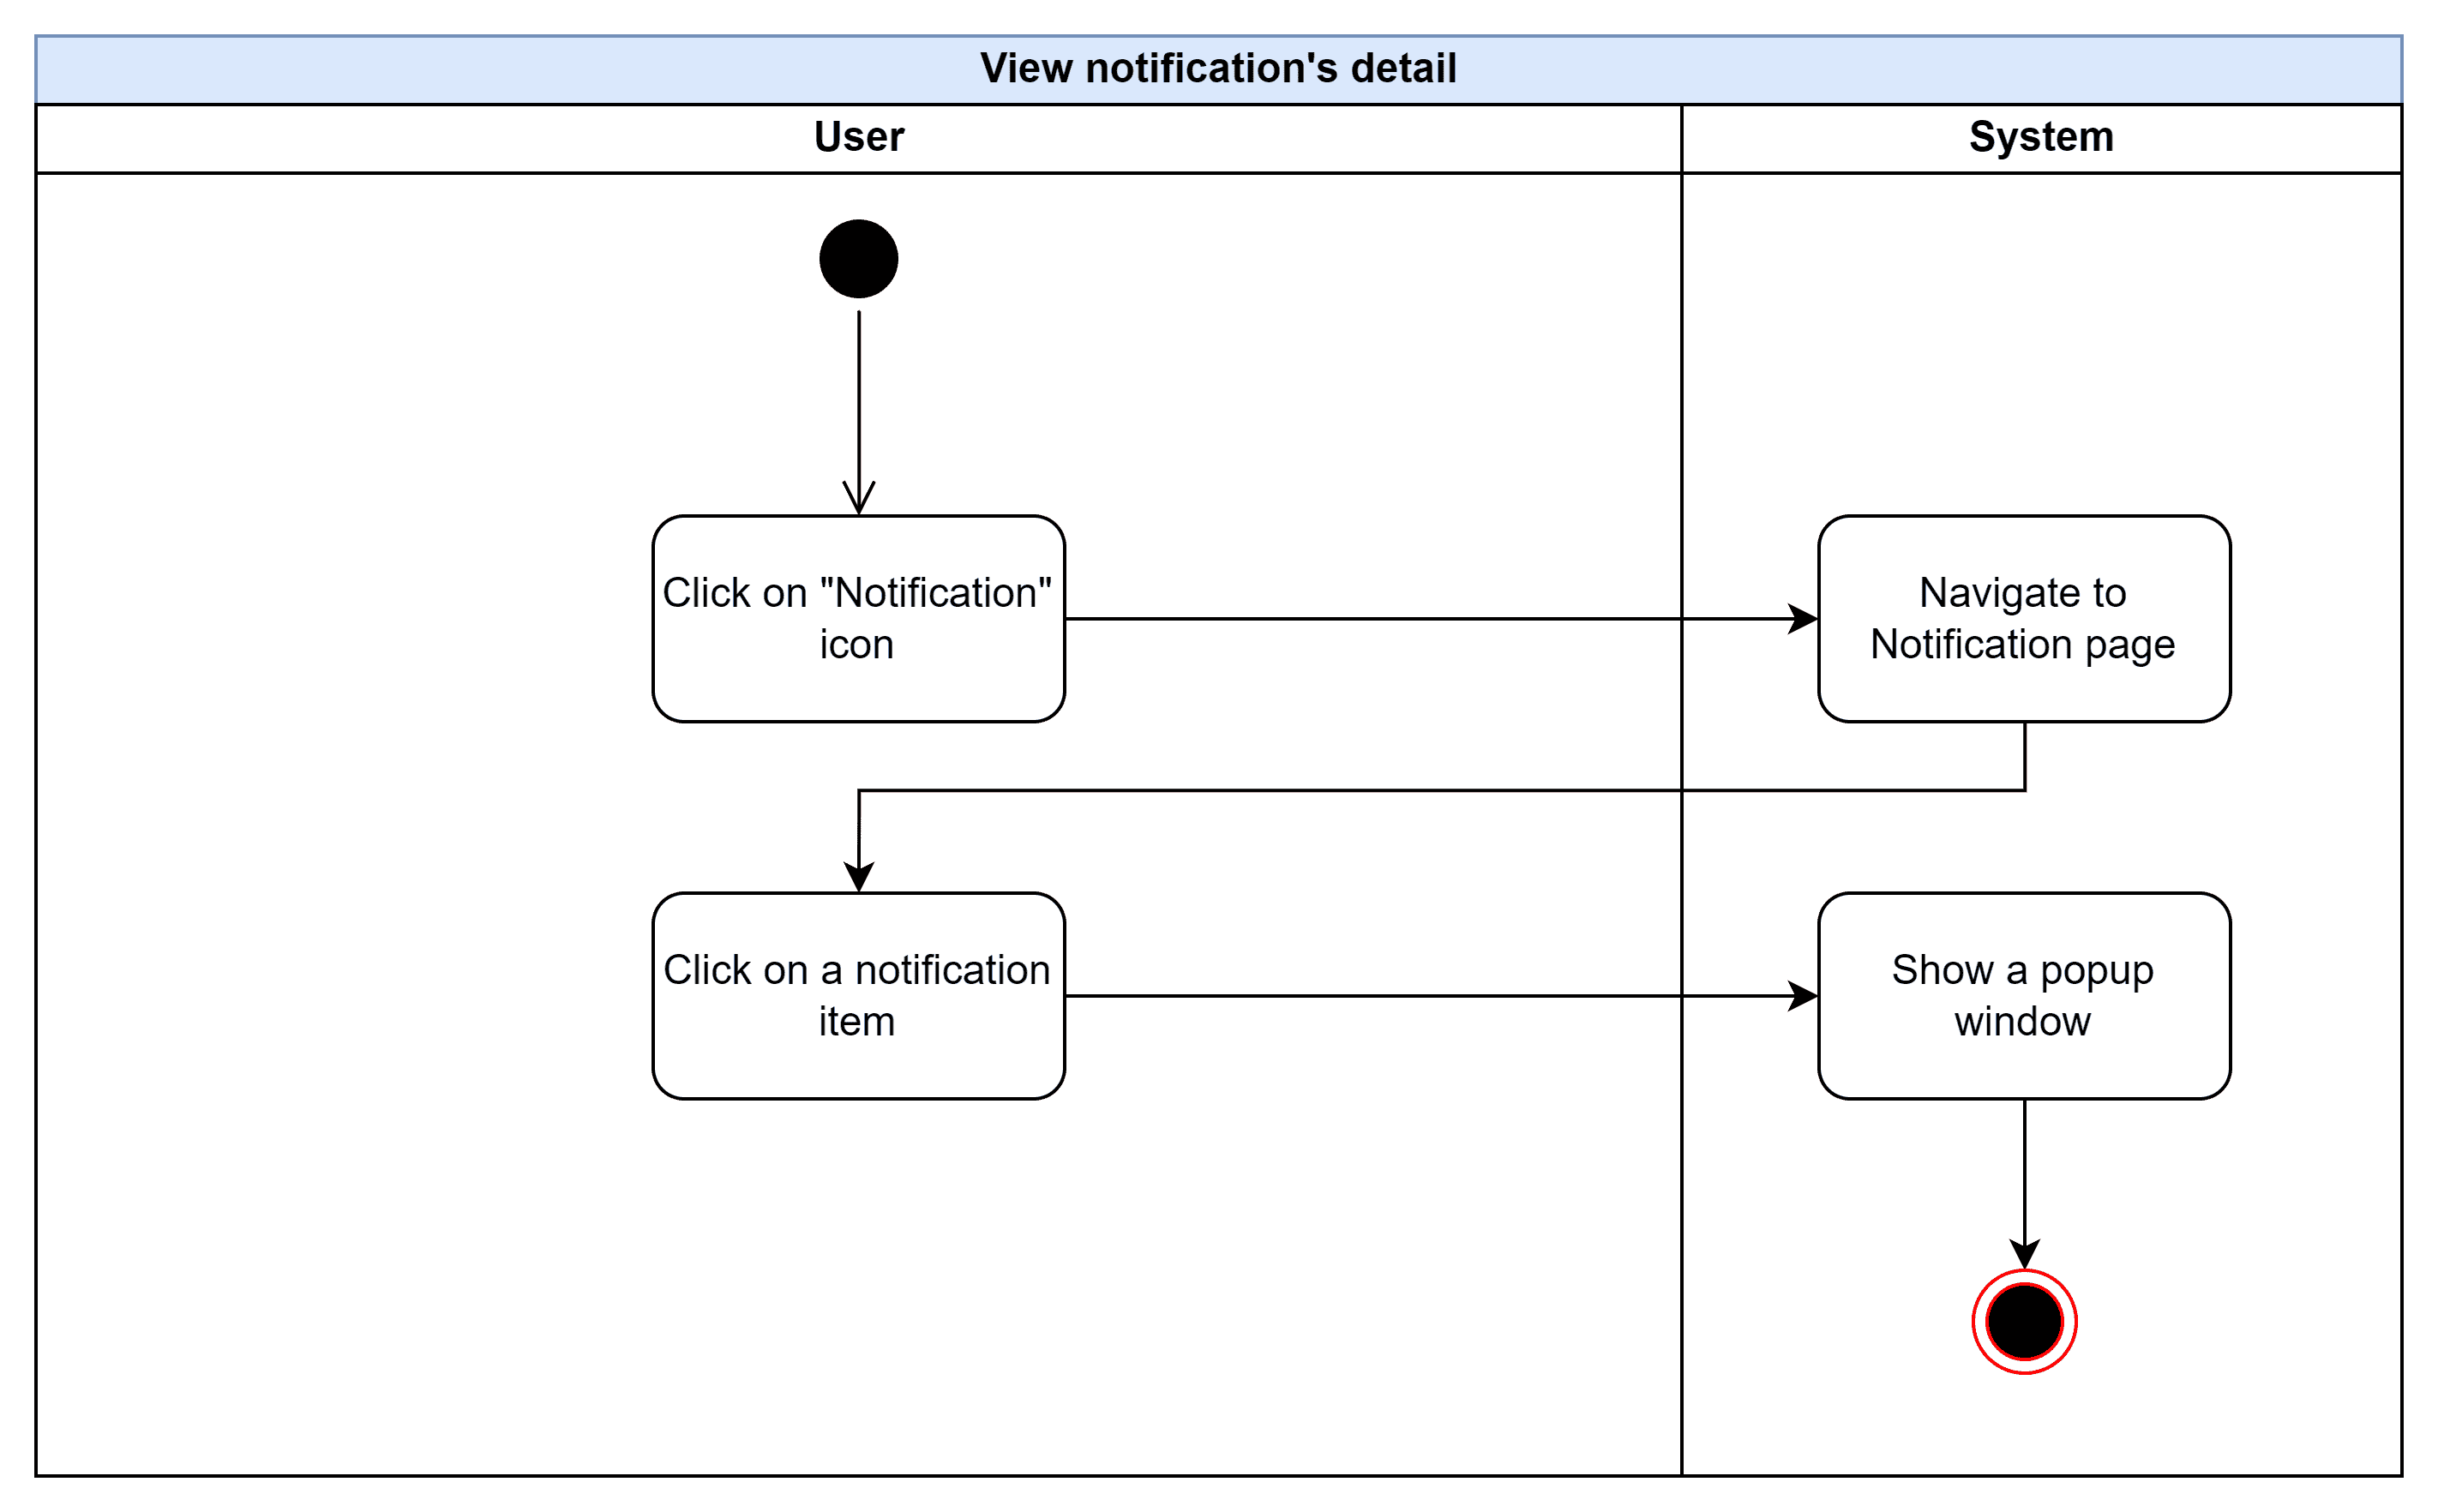 View notification's detail
User
System
Click on "Notification"
icon
Navigate to
Notification page
Click on a notification
item
Show a popup
window